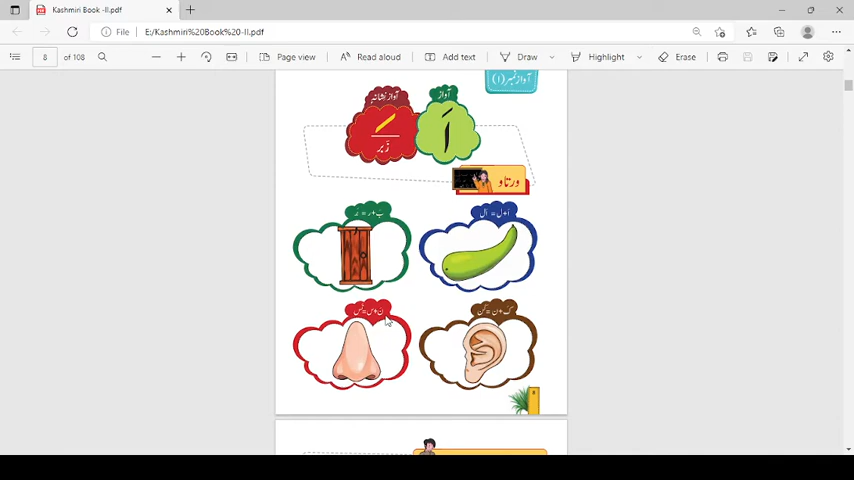 Kashmiri Book -II.pdf
File
E:/Kashmiri%20Book%20-II.pdf
8 of 108
Page view
Read aloud
Add text
Draw
Highlight
Erase
آواز نمبر (۱)
آواز
آواز نشانہٕ
اَ
زَبَر
ورتاو
اَ+ل = اَل
بَ+ر = بَر
کَ+ن = کَن
نَ+س = نَس
8